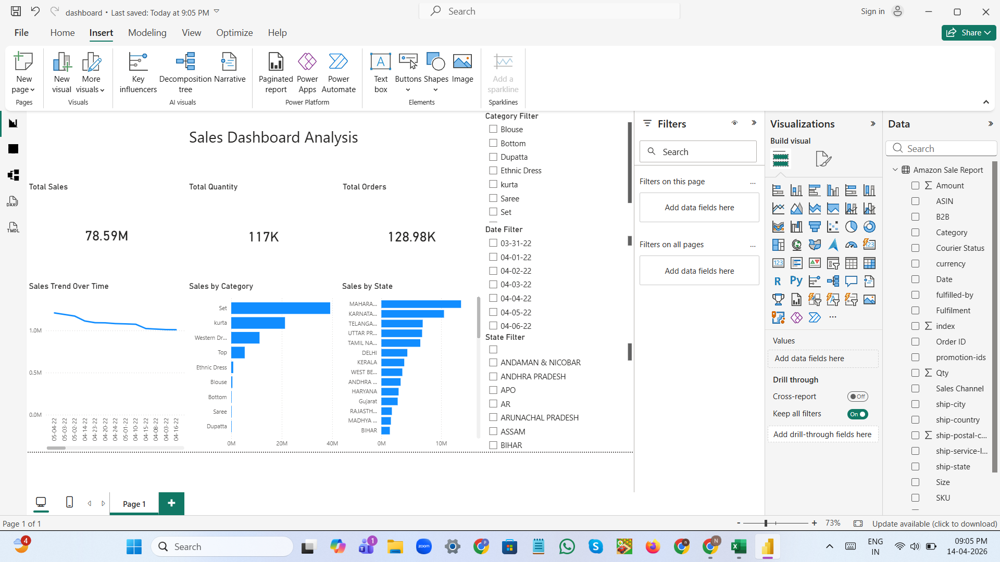 dashboard • Last saved: Today at 9:05 PM
Search
Sign in
File
Home
Insert
Modeling
View
Optimize
Help
Share
New page
New visual
More visuals
Key influencers
Decomposition tree
Narrative
Paginated report
Power Apps
Power Automate
Text box
Buttons
Shapes
Image
Add a sparkline
Pages
Visuals
AI visuals
Power Platform
Elements
Sparklines
DAX
TMDL
Sales Dashboard Analysis
Total Sales
78.59M
Total Quantity
117K
Total Orders
128.98K
Sales Trend Over Time
1.0M
0.5M
0.0M
05-04-22
05-03-22
05-02-22
04-14-22
04-23-22
04-20-22
04-24-22
05-01-22
04-10-22
04-15-22
04-08-22
04-03-22
04-16-22
Sales by Category
Set
kurta
Western Dr...
Top
Ethnic Dress
Blouse
Bottom
Saree
Dupatta
0M
20M
40M
Sales by State
MAHARA...
KARNATA...
TELANGA...
UTTAR PR...
TAMIL NA...
DELHI
KERALA
WEST BE...
ANDHRA ...
HARYANA
Gujarat
RAJASTH...
MADHYA ...
BIHAR
0M
10M
Category Filter
Blouse
Bottom
Dupatta
Ethnic Dress
kurta
Saree
Set
Date Filter
03-31-22
04-01-22
04-02-22
04-03-22
04-04-22
04-05-22
04-06-22
State Filter
ANDAMAN & NICOBAR
ANDHRA PRADESH
APO
AR
ARUNACHAL PRADESH
ASSAM
BIHAR
Filters
Search
Filters on this page
...
Add data fields here
Filters on all pages
...
Add data fields here
Visualizations
Build visual
123
123
R
Py
...
Values
Add data fields here
Drill through
Cross-report
Off
Keep all filters
On
Add drill-through fields here
Data
Search
Amazon Sale Report
Amount
ASIN
B2B
Category
Courier Status
currency
Date
fulfilled-by
Fulfilment
index
Order ID
promotion-ids
Qty
Sales Channel
ship-city
ship-country
ship-postal-c...
ship-service-l...
ship-state
Size
SKU
Page 1
Page 1 of 1
- + 73%
Update available (click to download)
4
Search
1
zoom
ENG
IN
09:05 PM
14-04-2026